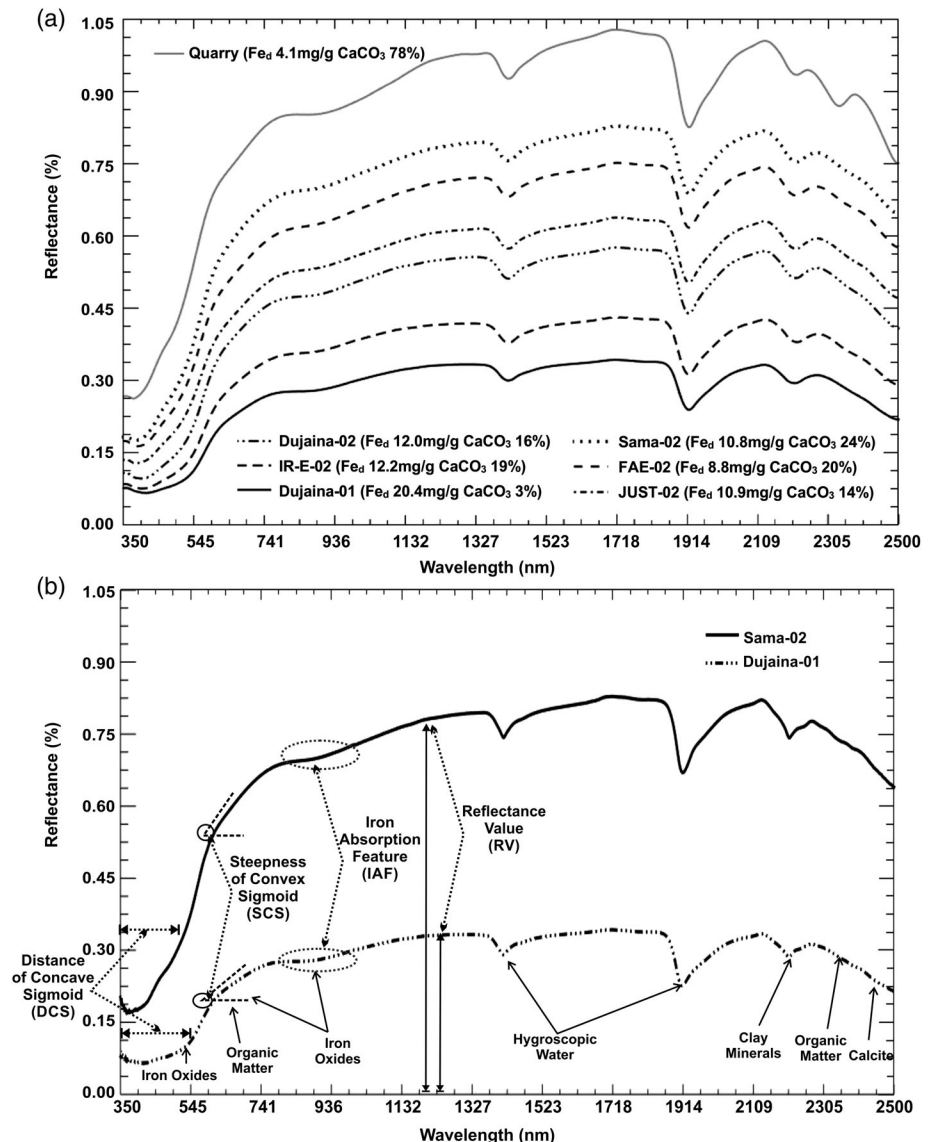 (a)
1.05
0.90
0.75
0.60
0.45
0.30
0.15
0.00
Reflectance (%)
Quarry (Fed 4.1mg/g CaCO3 78%)
Dujaina-02 (Fed 12.0mg/g CaCO3 16%)
IR-E-02 (Fed 12.2mg/g CaCO3 19%)
Dujaina-01 (Fed 20.4mg/g CaCO3 3%)
Sama-02 (Fed 10.8mg/g CaCO3 24%)
FAE-02 (Fed 8.8mg/g CaCO3 20%)
JUST-02 (Fed 10.9mg/g CaCO3 14%)
350 545 741 936 1132 1327 1523 1718 1914 2109 2305 2500
Wavelength (nm)
(b)
1.05
0.90
0.75
0.60
0.45
0.30
0.15
0.00
Reflectance (%)
Sama-02
Dujaina-01
Steepness
of Convex
Sigmoid
(SCS)
Iron
Absorption
Feature
(IAF)
Reflectance
Value
(RV)
Distance
of Concave
Sigmoid
(DCS)
Iron Oxides
Organic
Matter
Iron
Oxides
Hygroscopic
Water
Clay
Minerals
Organic
Matter
Calcite
350 545 741 936 1132 1327 1523 1718 1914 2109 2305 2500
Wavelength (nm)